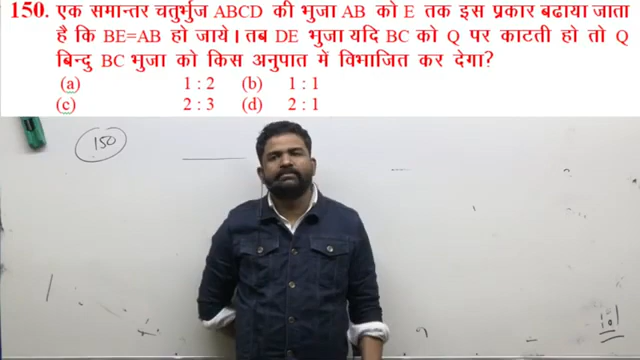 150. एक समान्तर चतुर्भुज ABCD की भुजा AB को E तक इस प्रकार बढाया जाता
है कि BE=AB हो जाये। तब DE भुजा यदि BC को Q पर काटती हो तो Q
बिन्दु BC भुजा को किस अनुपात में विभाजित कर देगा?
(a) 1 : 2 (b) 1 : 1
(c) 2 : 3 (d) 2 : 1
150